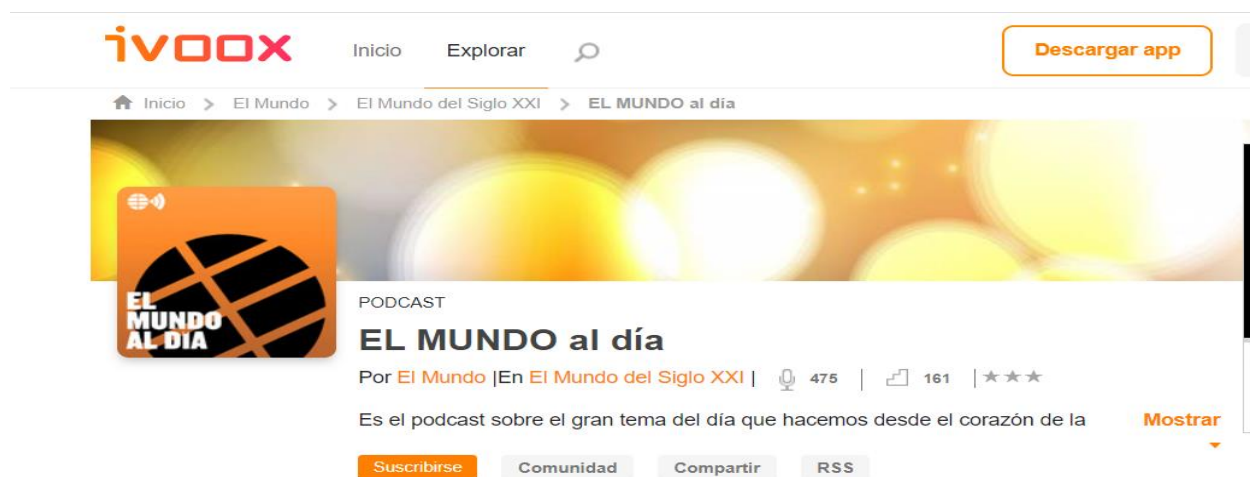 ivoox Inicio Explorar Descargar app
Inicio > El Mundo > El Mundo del Siglo XXI > EL MUNDO al día
EL
MUNDO
AL DIA
PODCAST
EL MUNDO al día
Por El Mundo |En El Mundo del Siglo XXI | 475 | 161 |★★★
Es el podcast sobre el gran tema del día que hacemos desde el corazón de la Mostrar
Suscribirse Comunidad Compartir RSS